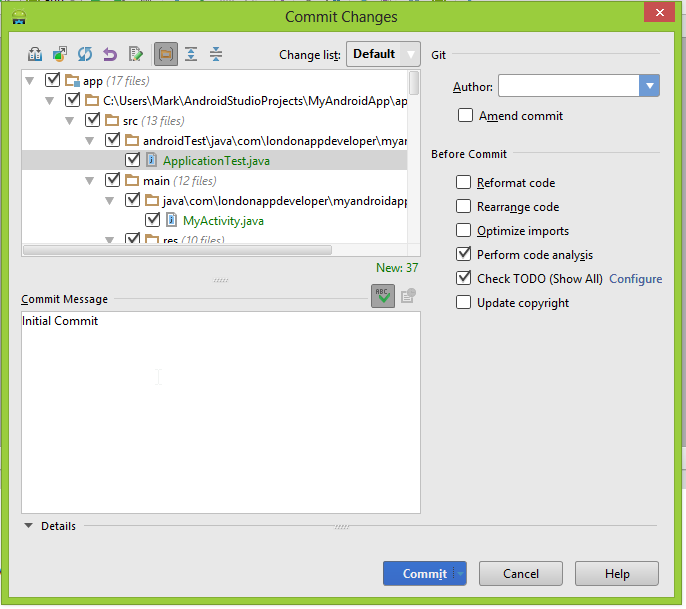 Commit Changes
Change list: Default
Git
app (17 files)
Author:
C:\Users\Mark\AndroidStudioProjects\MyAndroidApp\ap
Amend commit
src (13 files)
androidTest\java\com\londonappdeveloper\myan
Before Commit
ApplicationTest.java
main (12 files)
Reformat code
java\com\londonappdeveloper\myandroidapp
Rearrange code
MyActivity.java
Optimize imports
res (10 files)
Perform code analysis
New: 37
Check TODO (Show All) Configure
Commit Message
ABC
Update copyright
Initial Commit
Details
Commit
Cancel
Help